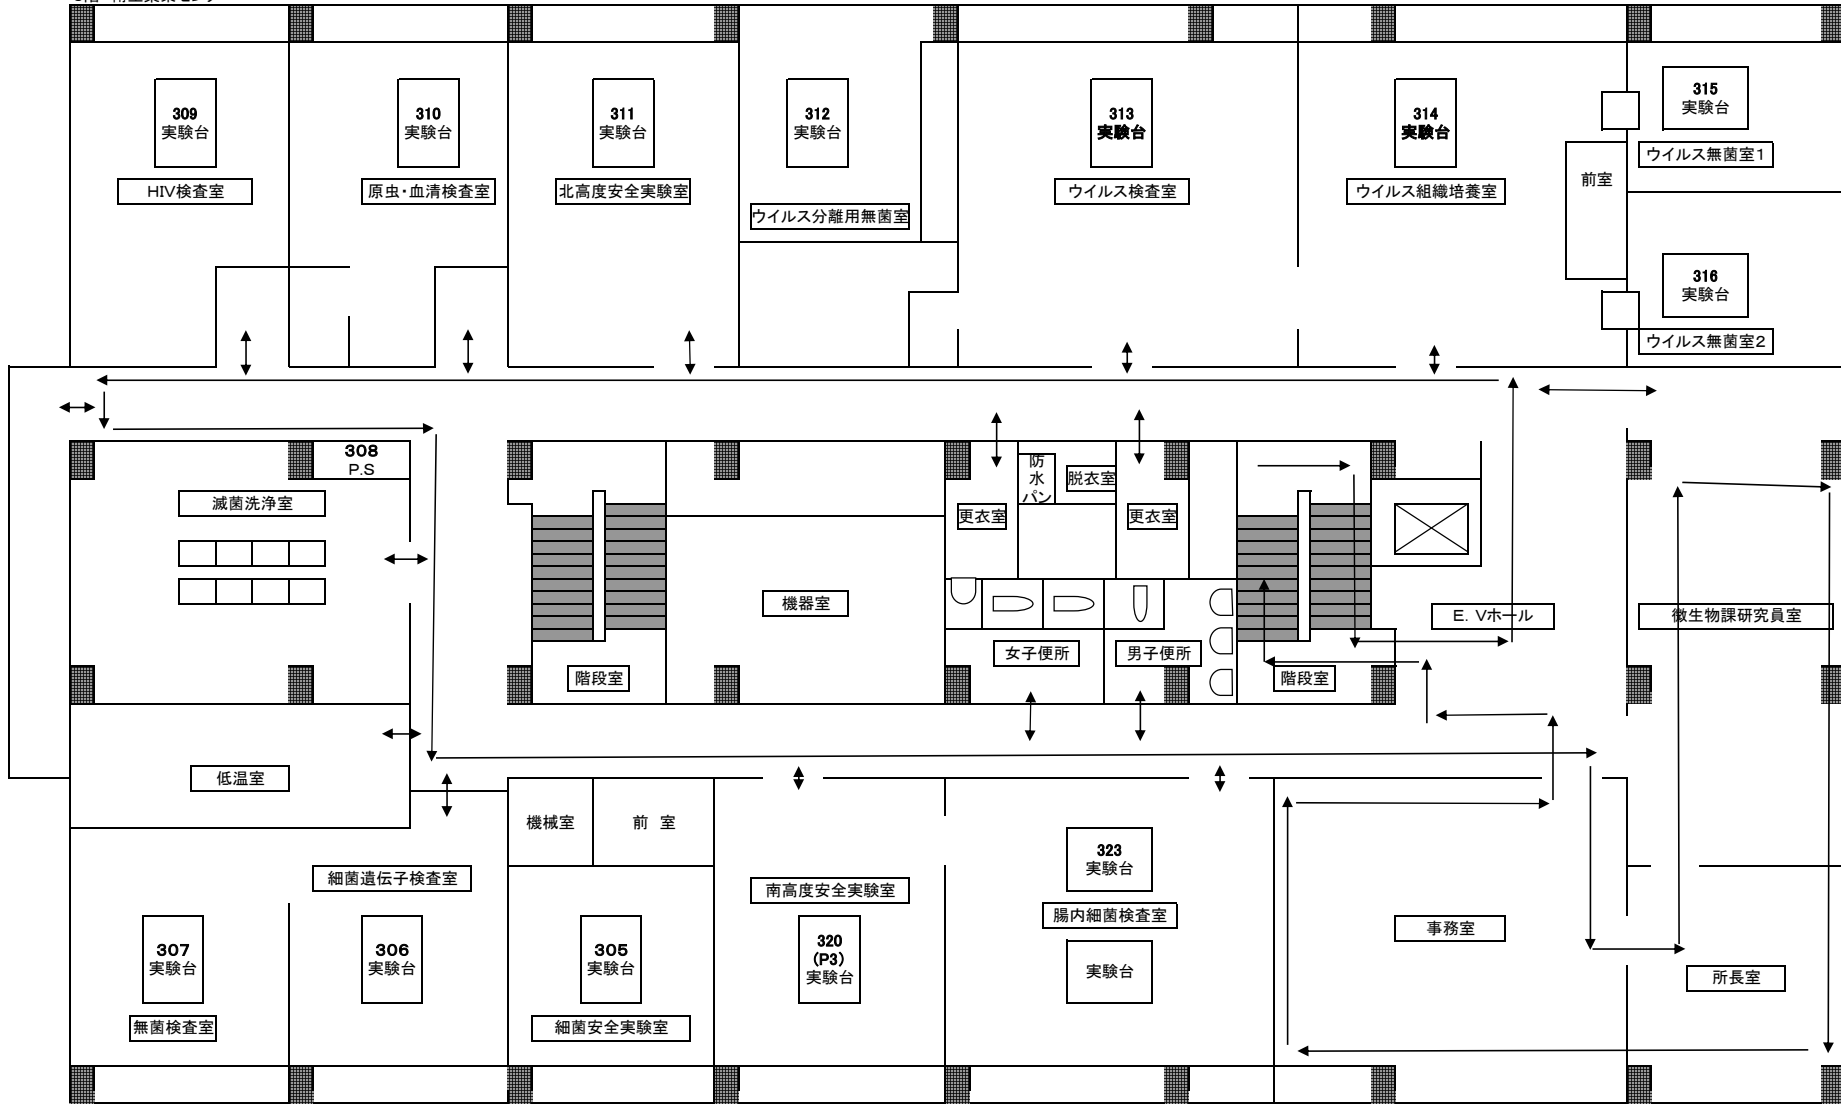 309
実験台
HIV検査室
310
実験台
原虫・血清検査室
311
実験台
北高度安全実験室
312
実験台
ウイルス分離用無菌室
313
実験台
ウイルス検査室
314
実験台
ウイルス組織培養室
前室
315
実験台
ウイルス無菌室1
316
実験台
ウイルス無菌室2
308
P.S
滅菌洗浄室
階段室
機器室
更衣室
防
水
パン
脱衣室
更衣室
女子便所
男子便所
階段室
E．Vホール
微生物課研究員室
低温室
機械室
前　室
細菌遺伝子検査室
307
実験台
無菌検査室
306
実験台
305
実験台
細菌安全実験室
南高度安全実験室
320
(P3)
実験台
323
実験台
腸内細菌検査室
実験台
事務室
所長室